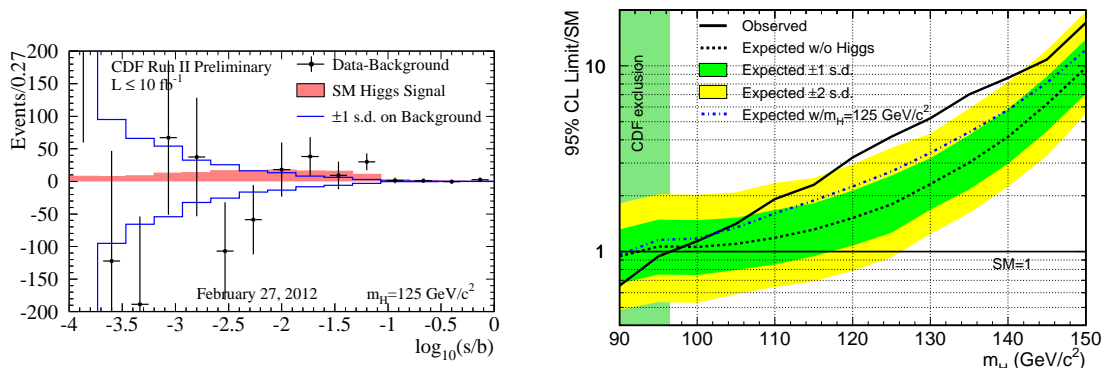 CDF Run II Preliminary
L ≤ 10 fb⁻¹
Data-Background
SM Higgs Signal
±1 s.d. on Background
Events/0.27
200
150
100
50
0
-50
-100
-150
-200
February 27, 2012
m_H=125 GeV/c²
-4 -3.5 -3 -2.5 -2 -1.5 -1 -0.5 0
log₁₀(s/b)
Observed
Expected w/o Higgs
Expected ±1 s.d.
Expected ±2 s.d.
Expected w/m_H=125 GeV/c²
CDF exclusion
95% CL Limit/SM
10
1
SM=1
90 100 110 120 130 140 150
m_H (GeV/c²)